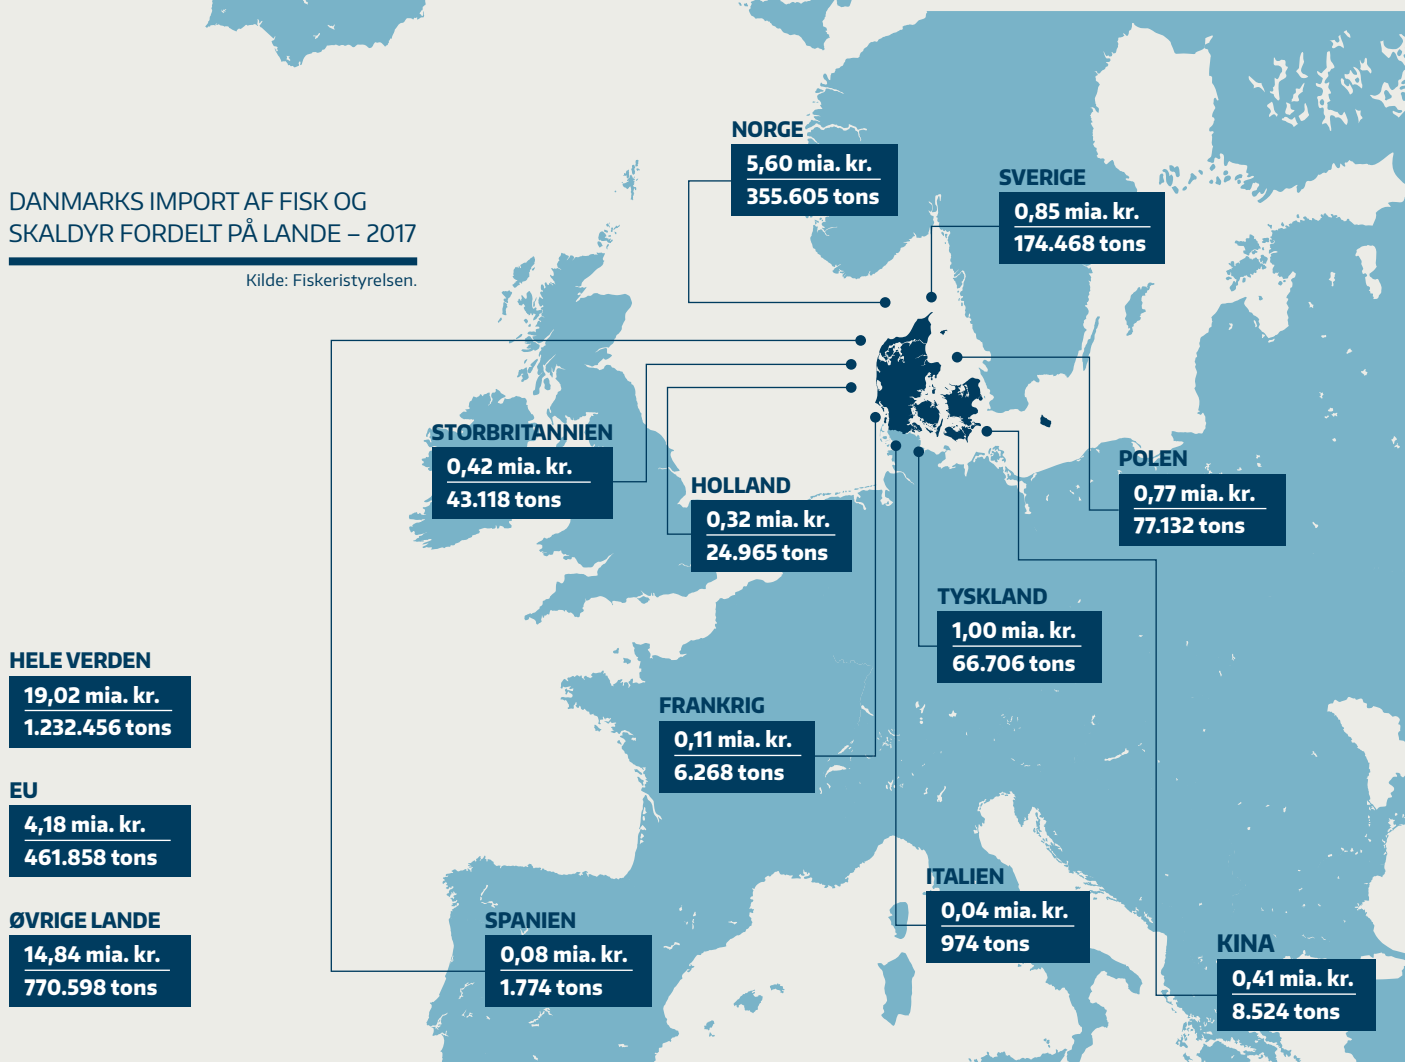 DANMARKS IMPORT AF FISK OG
SKALDYR FORDELT PÅ LANDE – 2017
Kilde: Fiskeristyrelsen.
NORGE
5,60 mia. kr.
355.605 tons
SVERIGE
0,85 mia. kr.
174.468 tons
STORBRITANNIEN
0,42 mia. kr.
43.118 tons
HOLLAND
0,32 mia. kr.
24.965 tons
POLEN
0,77 mia. kr.
77.132 tons
TYSKLAND
1,00 mia. kr.
66.706 tons
HELE VERDEN
19,02 mia. kr.
1.232.456 tons
FRANKRIG
0,11 mia. kr.
6.268 tons
EU
4,18 mia. kr.
461.858 tons
ØVRIGE LANDE
14,84 mia. kr.
770.598 tons
SPANIEN
0,08 mia. kr.
1.774 tons
ITALIEN
0,04 mia. kr.
974 tons
KINA
0,41 mia. kr.
8.524 tons